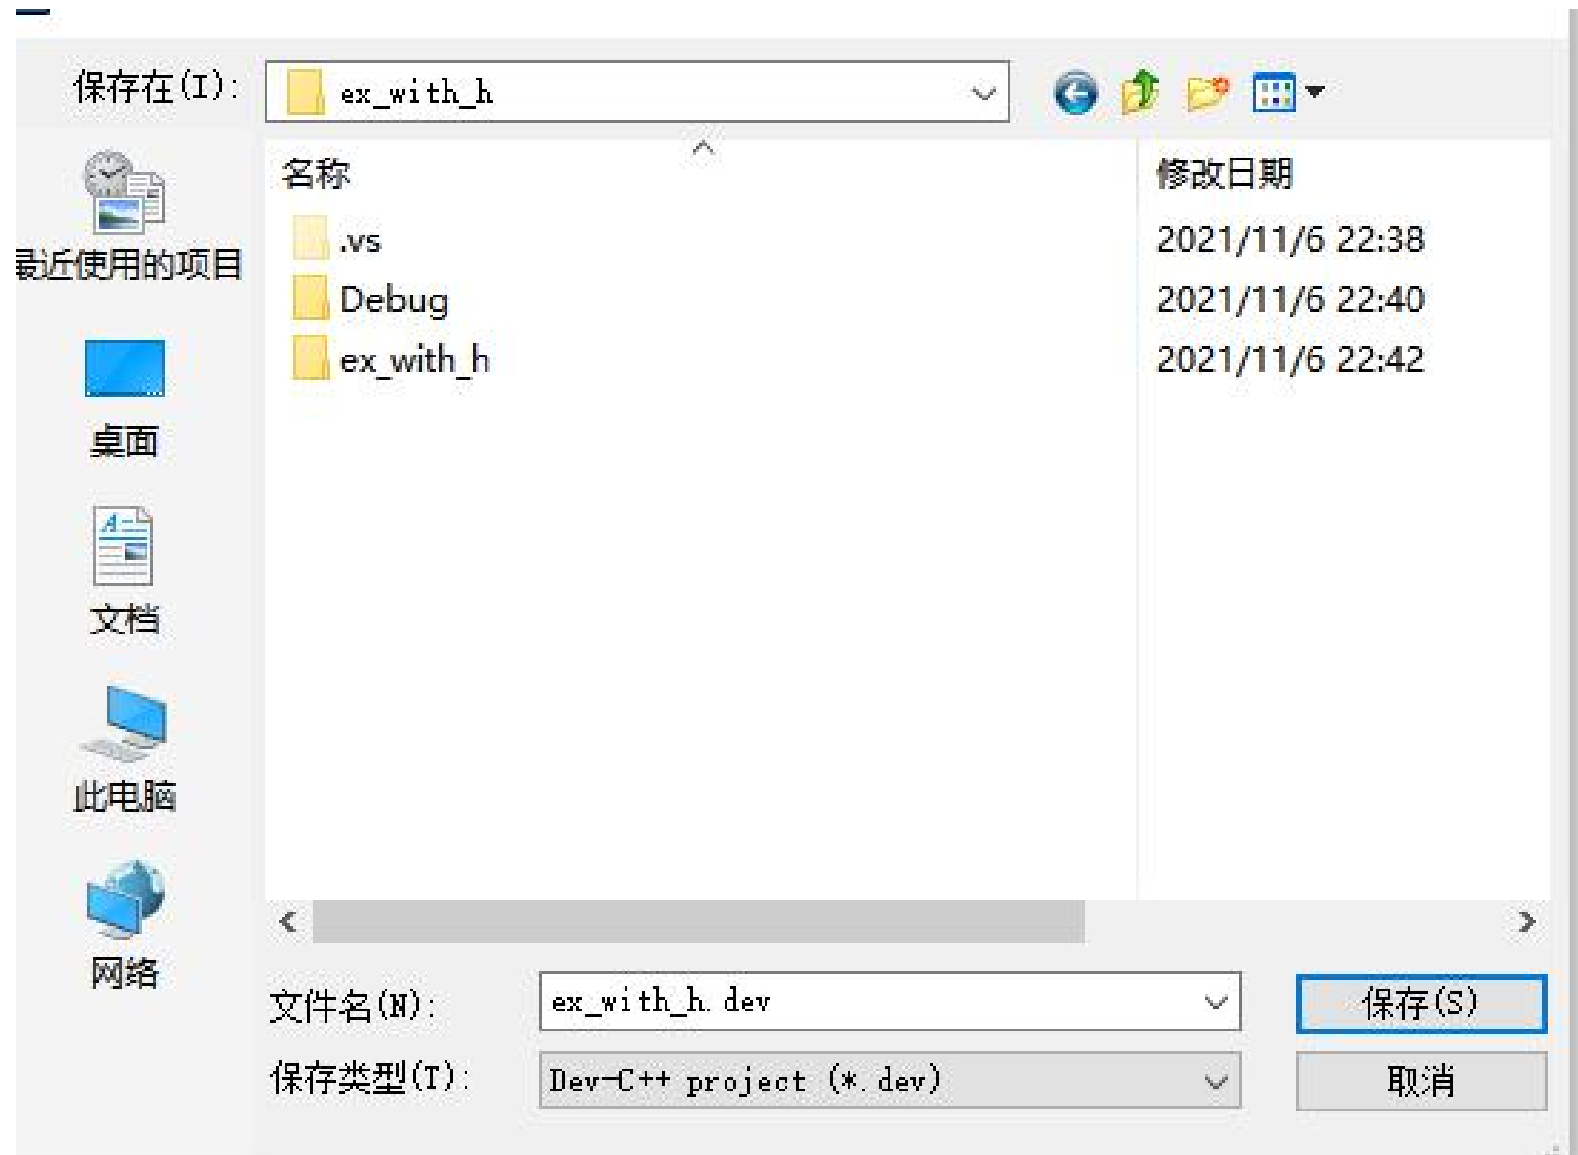 保存在(I):
ex_with_h
名称
修改日期
.vs
2021/11/6 22:38
Debug
2021/11/6 22:40
ex_with_h
2021/11/6 22:42
最近使用的项目
桌面
文档
此电脑
网络
文件名(N):
ex_with_h.dev
保存(S)
保存类型(T):
Dev-C++ project (*.dev)
取消